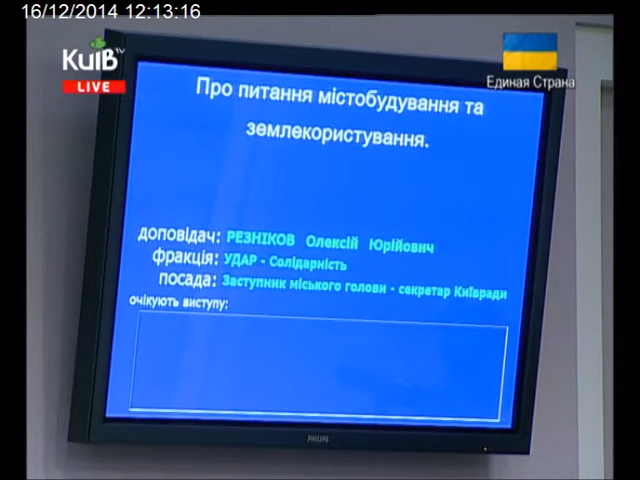 16/12/2014 12:13:16
КиїВ TV
LIVE
Единая Страна
Про питання містобудування та
землекористування.
доповідач: РЕЗНІКОВ Олексій Юрійович
фракція: УДАР - Солідарність
посада: Заступник міського голови - секретар Київради
очікують виступу:
PHILIPS